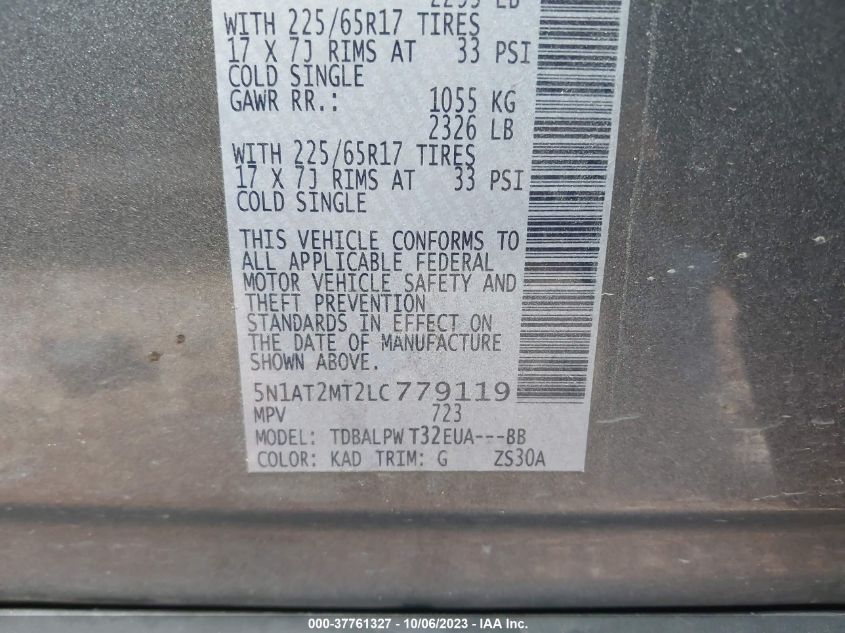 LB
WITH 225/65R17 TIRES
17 X 7J RIMS AT 33 PSI
COLD SINGLE
GAWR RR.: 1055 KG
2326 LB
WITH 225/65R17 TIRES
17 X 7J RIMS AT 33 PSI
COLD SINGLE
THIS VEHICLE CONFORMS TO
ALL APPLICABLE FEDERAL
MOTOR VEHICLE SAFETY AND
THEFT PREVENTION
STANDARDS IN EFFECT ON
THE DATE OF MANUFACTURE
SHOWN ABOVE.
5N1AT2MT2LC779119
MPV 723
MODEL: TDBALPW T32EUA---BB
COLOR: KAD TRIM: G ZS30A
000-37761327 - 10/06/2023 - IAA Inc.